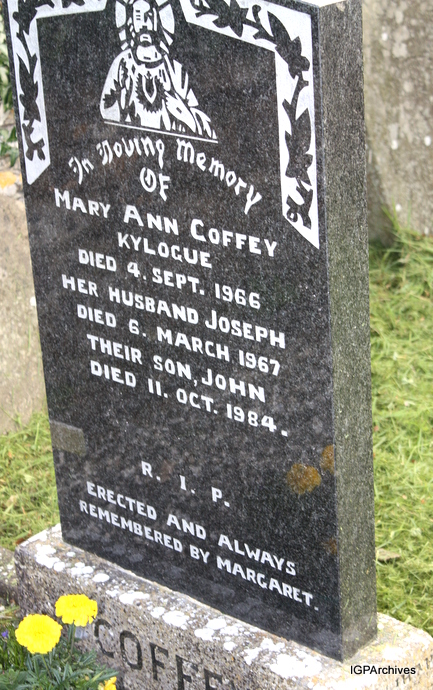 In Loving Memory
OF
MARY ANN COFFEY
KYLOGUE
DIED 4. SEPT. 1966
HER HUSBAND JOSEPH
DIED 6. MARCH 1967
THEIR SON, JOHN
DIED 11. OCT. 1984.
R. I. P.
ERECTED AND ALWAYS
REMEMBERED BY MARGARET.
COFFE
IGPArchives